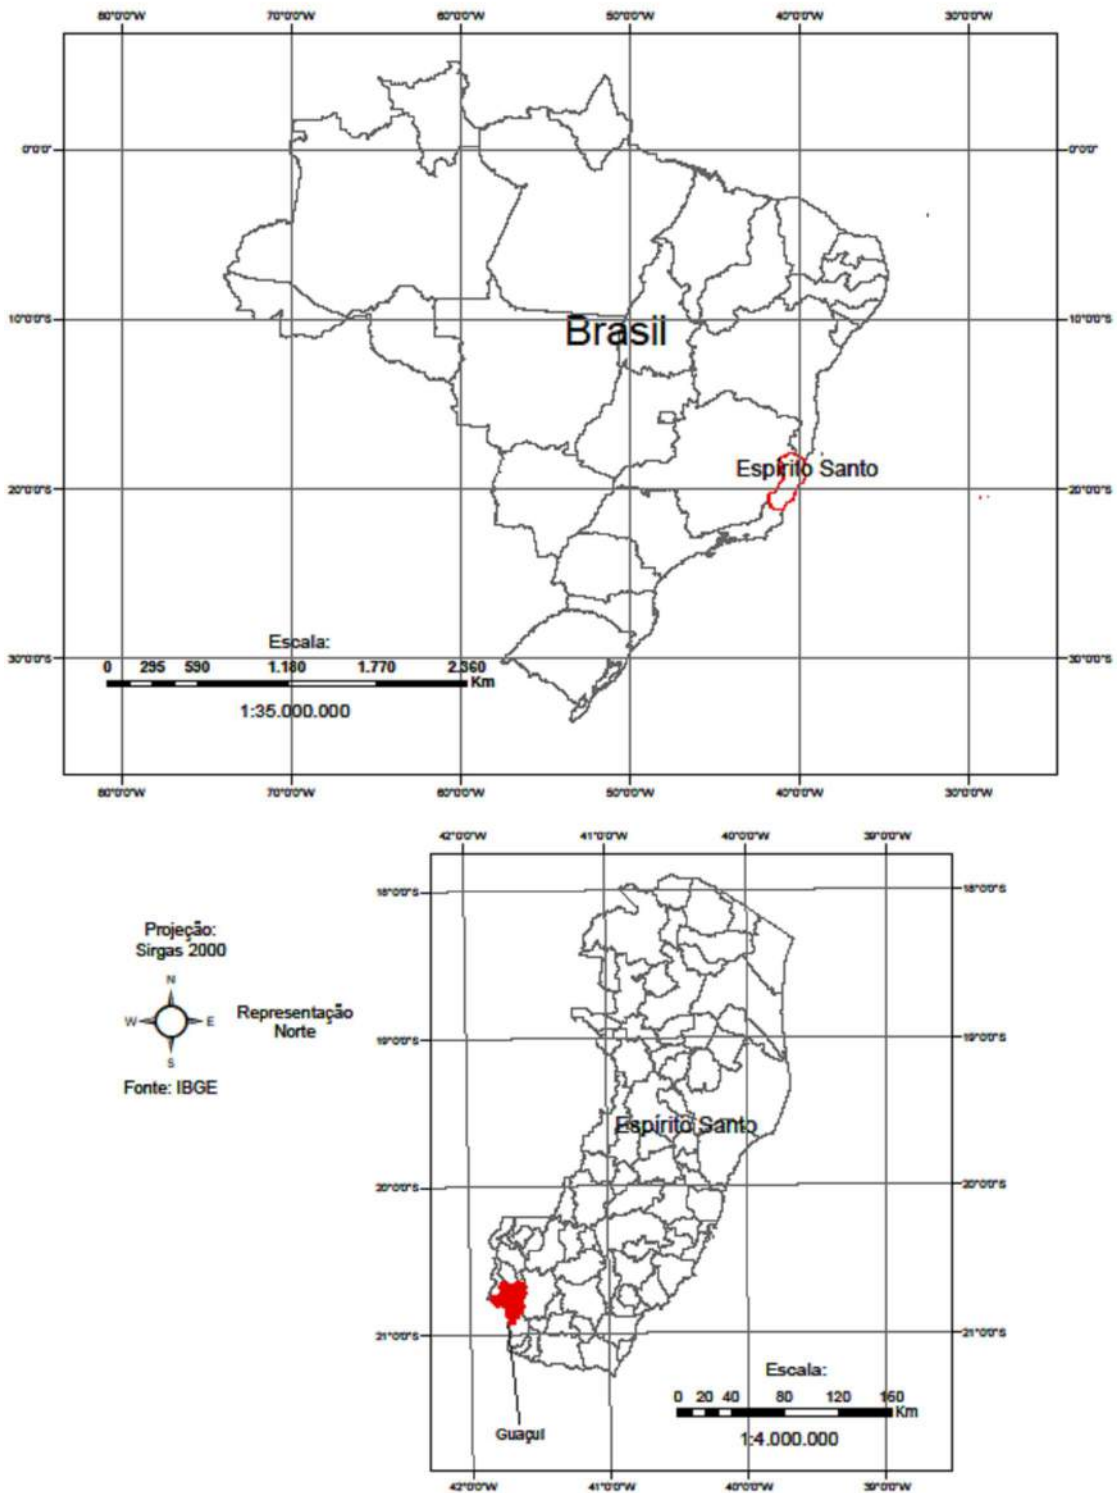 80°0'0"W 70°0'0"W 60°0'0"W 50°0'0"W 40°0'0"W 30°0'0"W
0°0'0" 0°0'0"
Brasil
10°0'0"S 10°0'0"S
Espírito Santo
20°0'0"S 20°0'0"S
Escala:
30°0'0"S 30°0'0"S
0 295 590 1.180 1.770 2.360
Km
1:35.000.000
80°0'0"W 70°0'0"W 60°0'0"W 50°0'0"W 40°0'0"W 30°0'0"W
42°0'0"W 41°0'0"W 40°0'0"W 39°0'0"W
18°0'0"S 18°0'0"S
Projeção:
Sirgas 2000
N
W E
S
Representação
Norte
Fonte: IBGE
19°0'0"S 19°0'0"S
Espírito Santo
20°0'0"S 20°0'0"S
21°0'0"S 21°0'0"S
Escala:
0 20 40 80 120 160
Km
1:4.000.000
Guaçuí
42°0'0"W 41°0'0"W 40°0'0"W 39°0'0"W